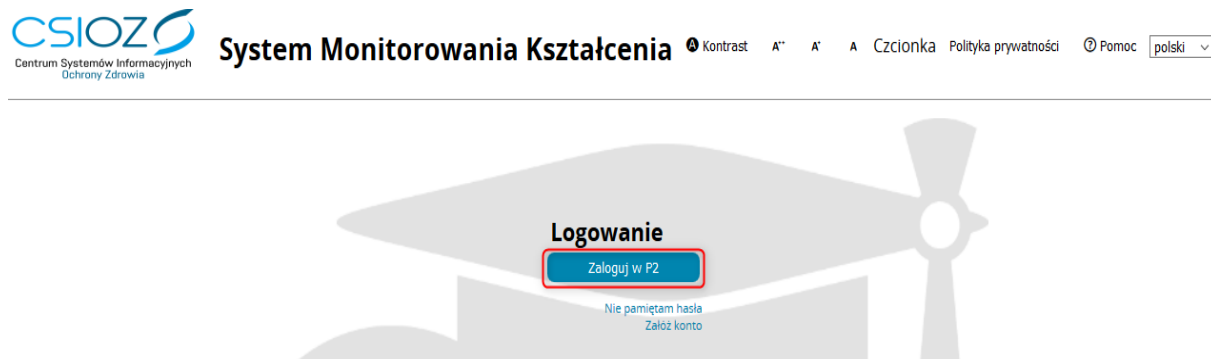 CSIOZ
Centrum Systemów Informacyjnych
Ochrony Zdrowia
System Monitorowania Kształcenia
A Kontrast A++ A+ A Czcionka Polityka prywatności ? Pomoc polski
Logowanie
Zaloguj w P2
Nie pamiętam hasła
Załóż konto